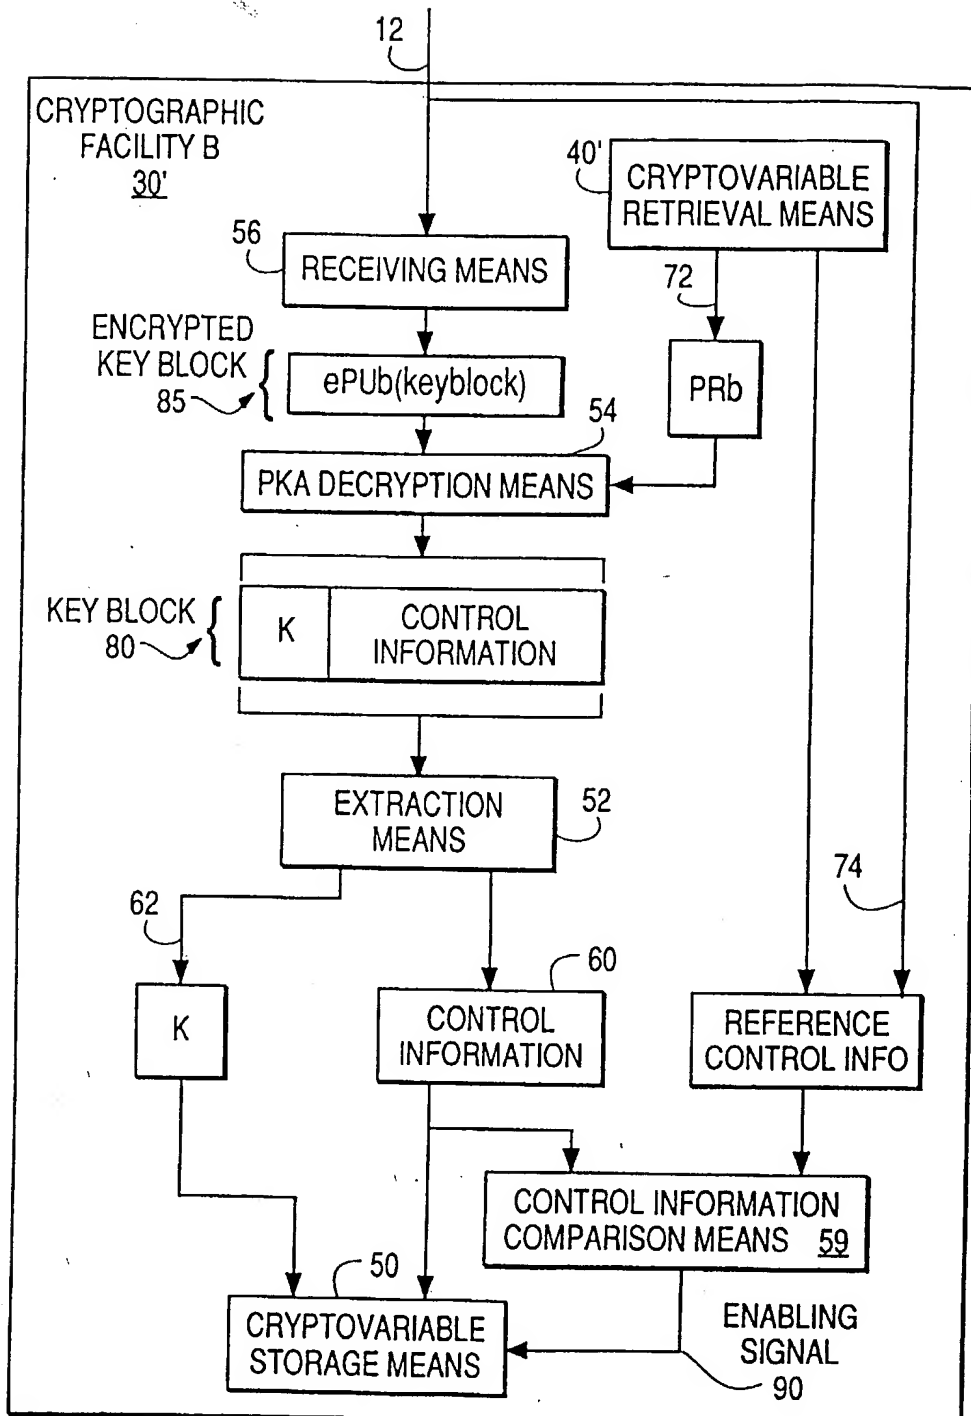 12
CRYPTOGRAPHIC
FACILITY B
30'
40'
CRYPTOVARIABLE
RETRIEVAL MEANS
56
RECEIVING MEANS
72
ENCRYPTED
KEY BLOCK
85
ePUb(keyblock)
PRb
54
PKA DECRYPTION MEANS
KEY BLOCK
80
K
CONTROL
INFORMATION
EXTRACTION
MEANS
52
74
62
60
K
CONTROL
INFORMATION
REFERENCE
CONTROL INFO
CONTROL INFORMATION
COMPARISON MEANS 59
50
CRYPTOVARIABLE
STORAGE MEANS
ENABLING
SIGNAL
90